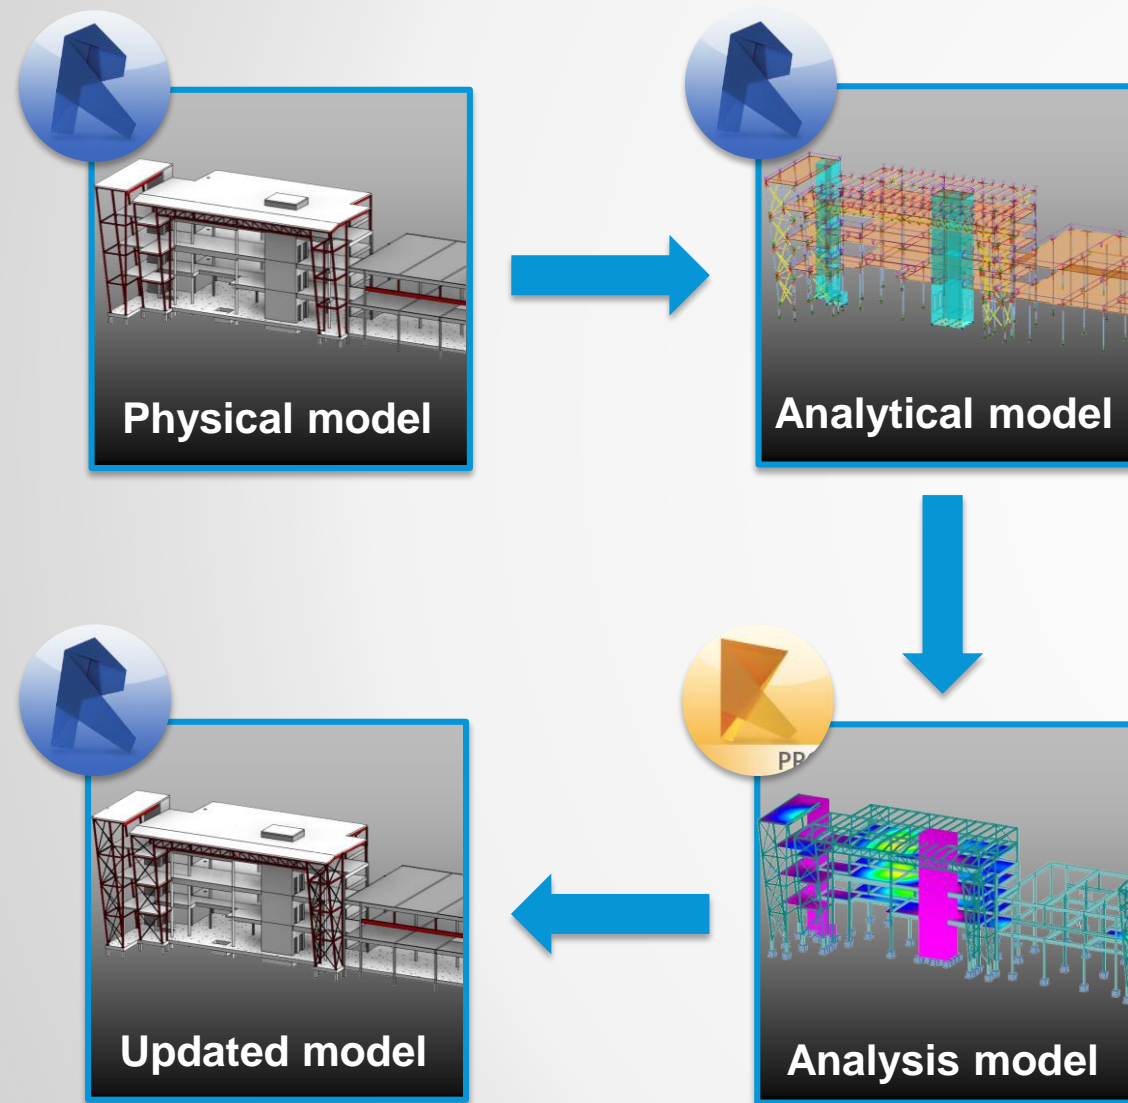 Physical model
Analytical model
Updated model
Analysis model